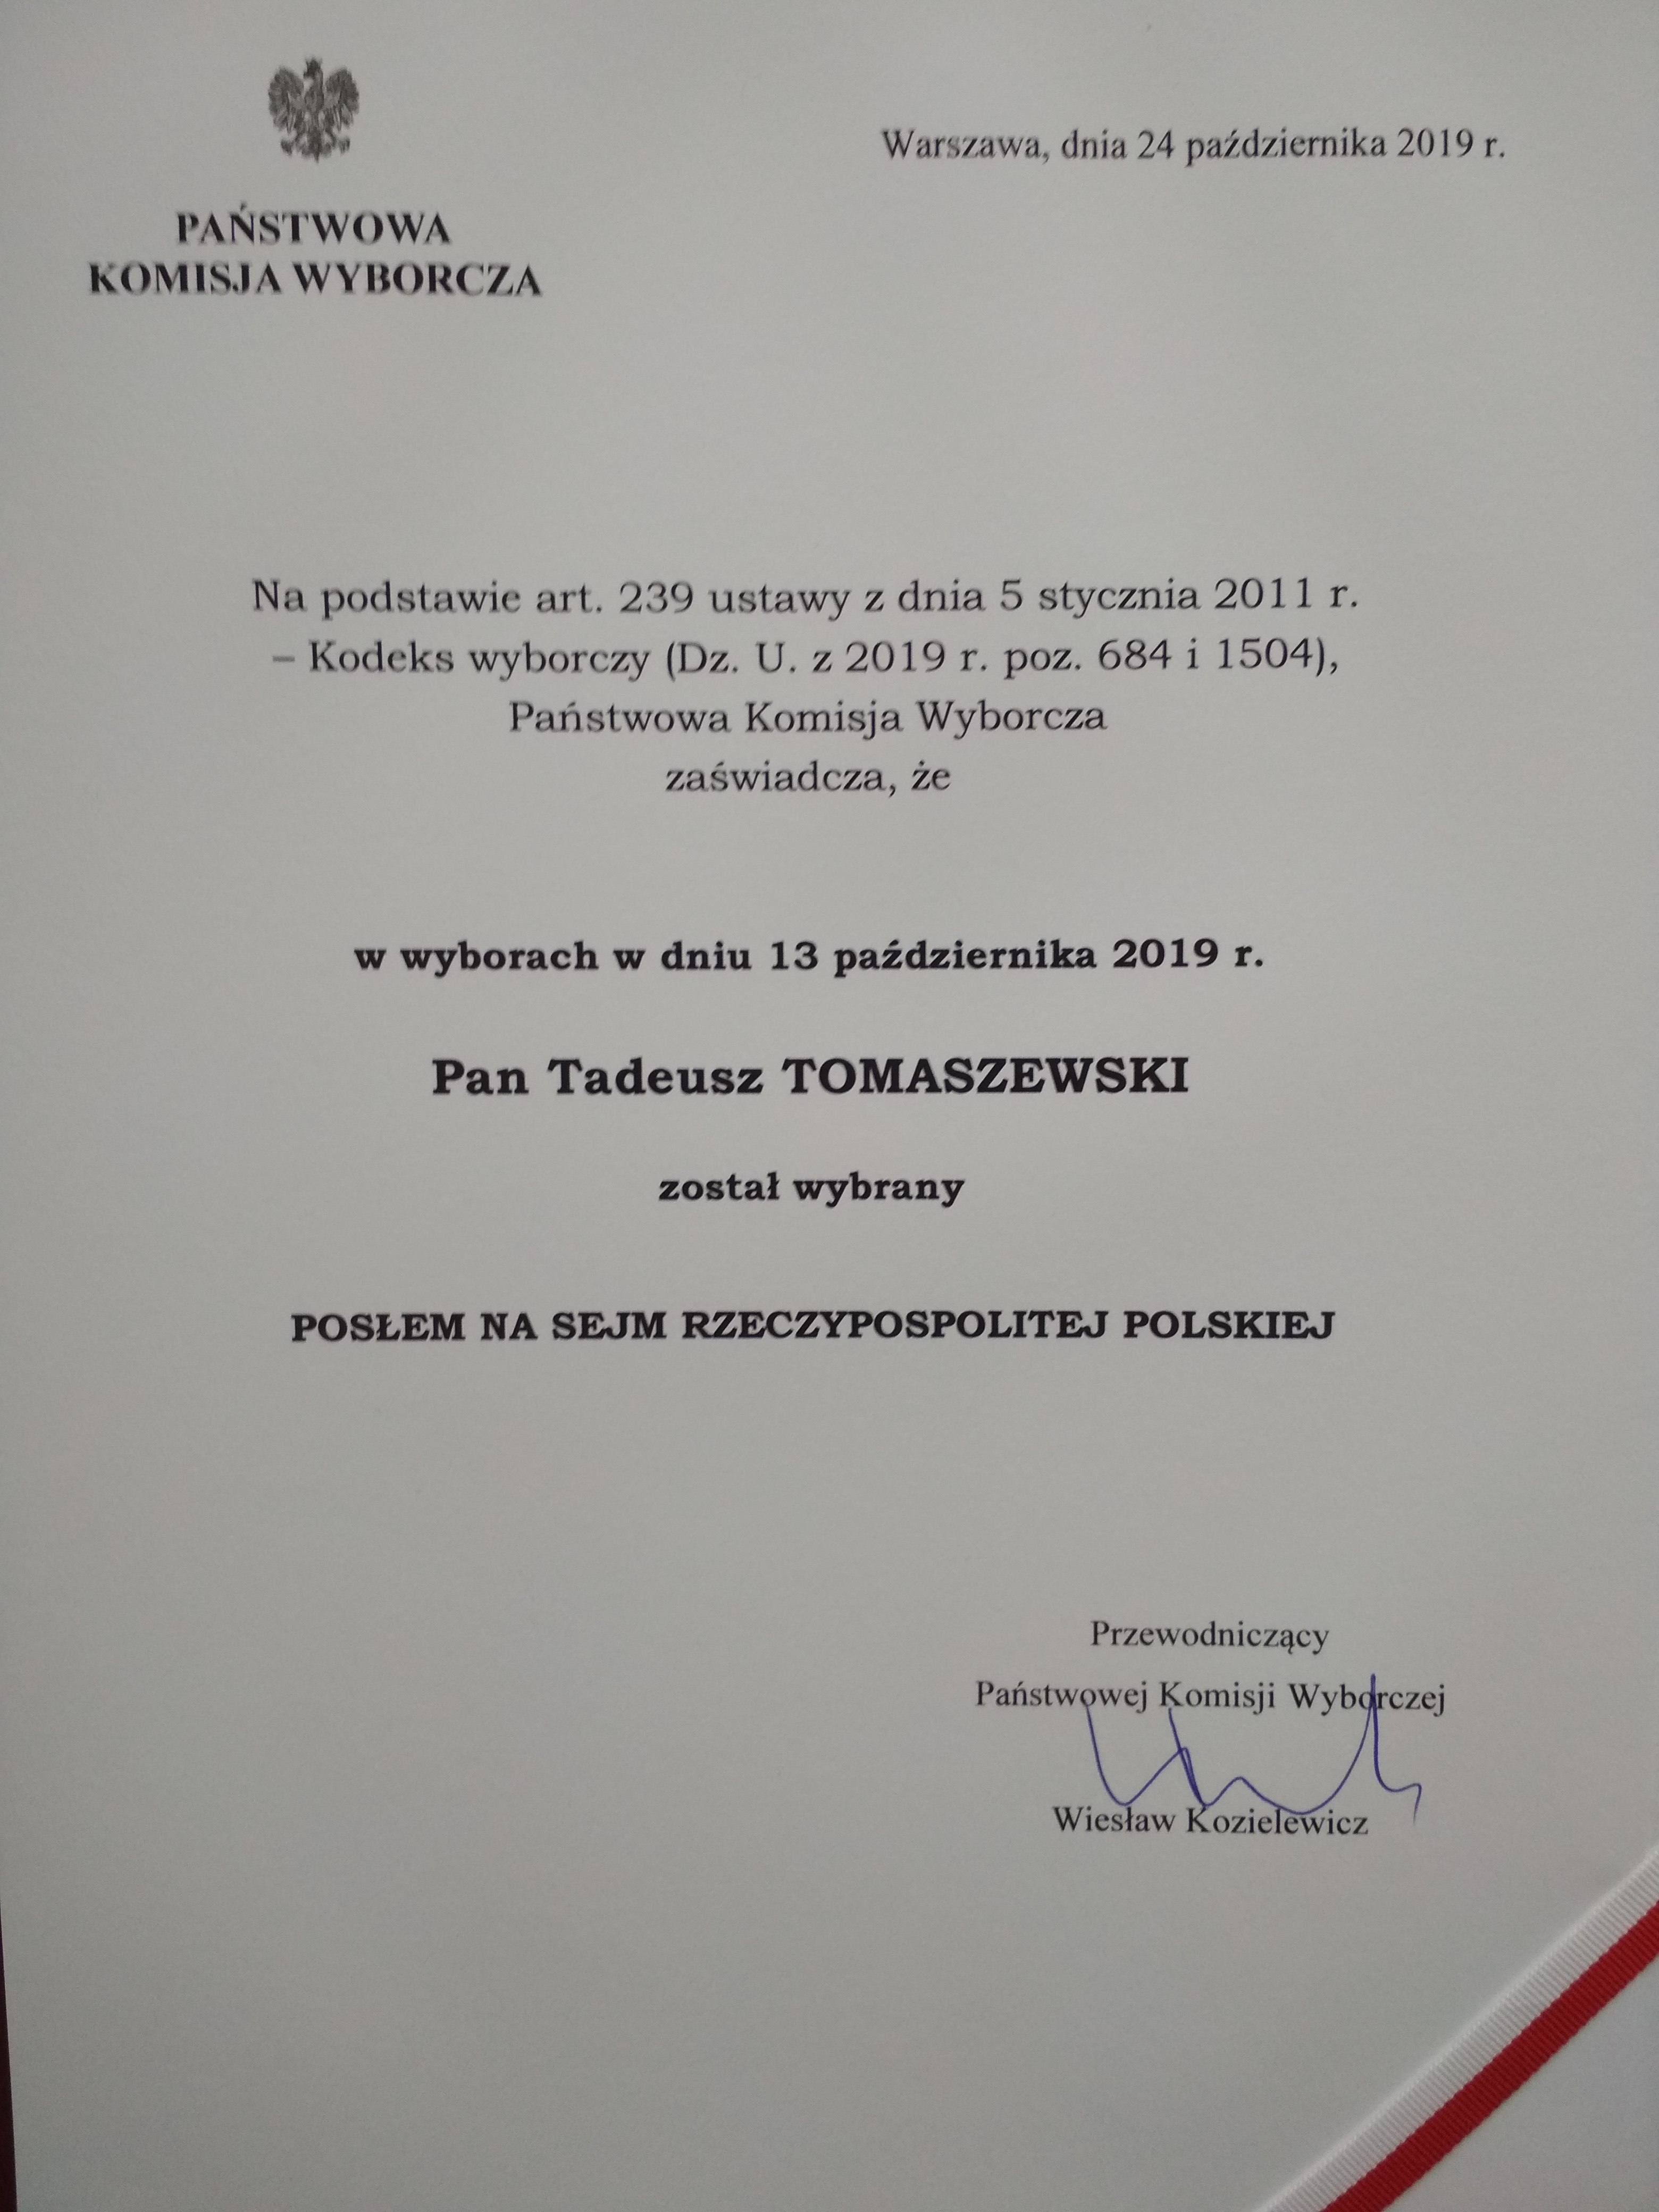 Warszawa, dnia 24 października 2019 r.
PAŃSTWOWA
KOMISJA WYBORCZA
Na podstawie art. 239 ustawy z dnia 5 stycznia 2011 r.
– Kodeks wyborczy (Dz. U. z 2019 r. poz. 684 i 1504),
Państwowa Komisja Wyborcza
zaświadcza, że
w wyborach w dniu 13 października 2019 r.
Pan Tadeusz TOMASZEWSKI
został wybrany
POSŁEM NA SEJM RZECZYPOSPOLITEJ POLSKIEJ
Przewodniczący
Państwowej Komisji Wyborczej
Wiesław Kozielewicz